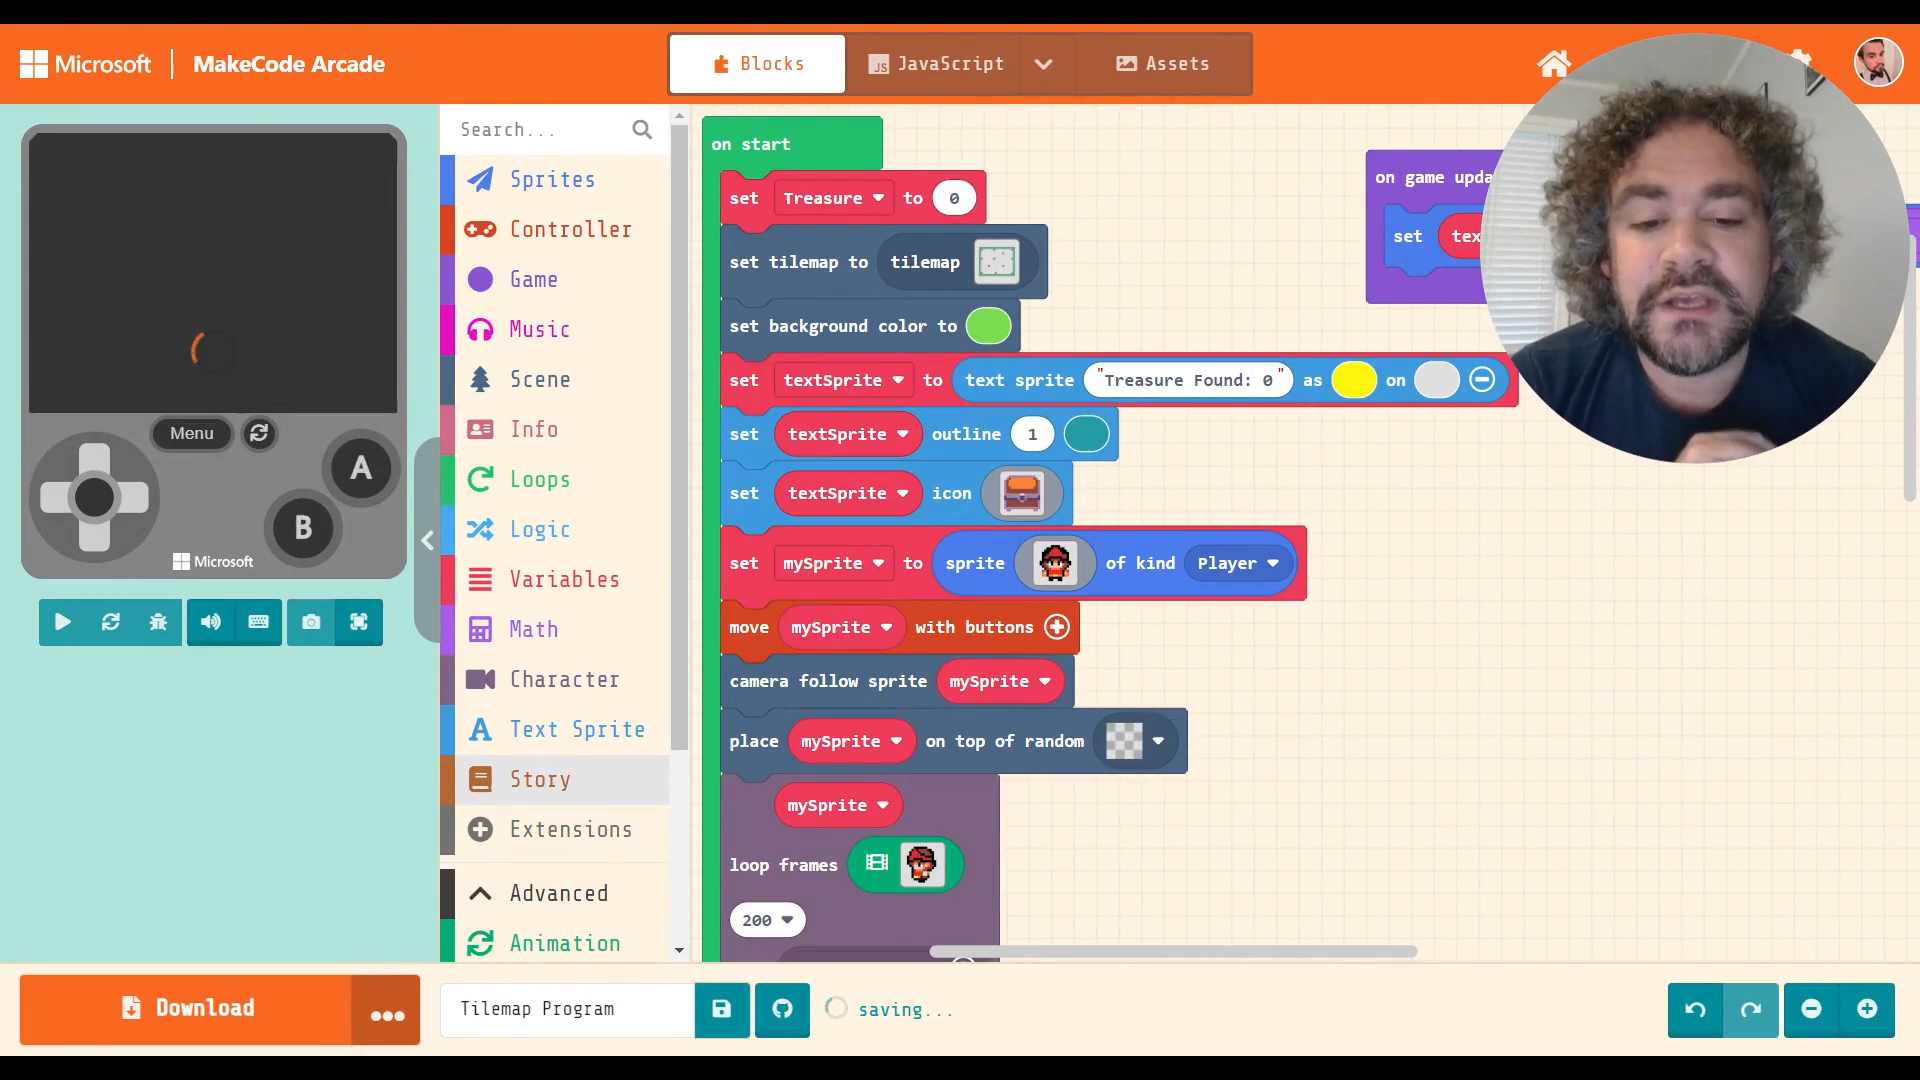 Microsoft | MakeCode Arcade
Blocks
JS JavaScript
Assets
Search...
Sprites
Controller
Game
Music
Scene
Info
Loops
Logic
Variables
Math
Character
Text Sprite
Story
Extensions
Advanced
Animation
Menu
A
B
Microsoft
on start
set Treasure to 0
set tilemap to tilemap
set background color to
set textSprite to text sprite "Treasure Found: 0" as on
set textSprite outline 1
set textSprite icon
set mySprite to sprite of kind Player
move mySprite with buttons
camera follow sprite mySprite
place mySprite on top of random
mySprite
loop frames
200
on game upda
set tex
Download
Tilemap Program
saving...